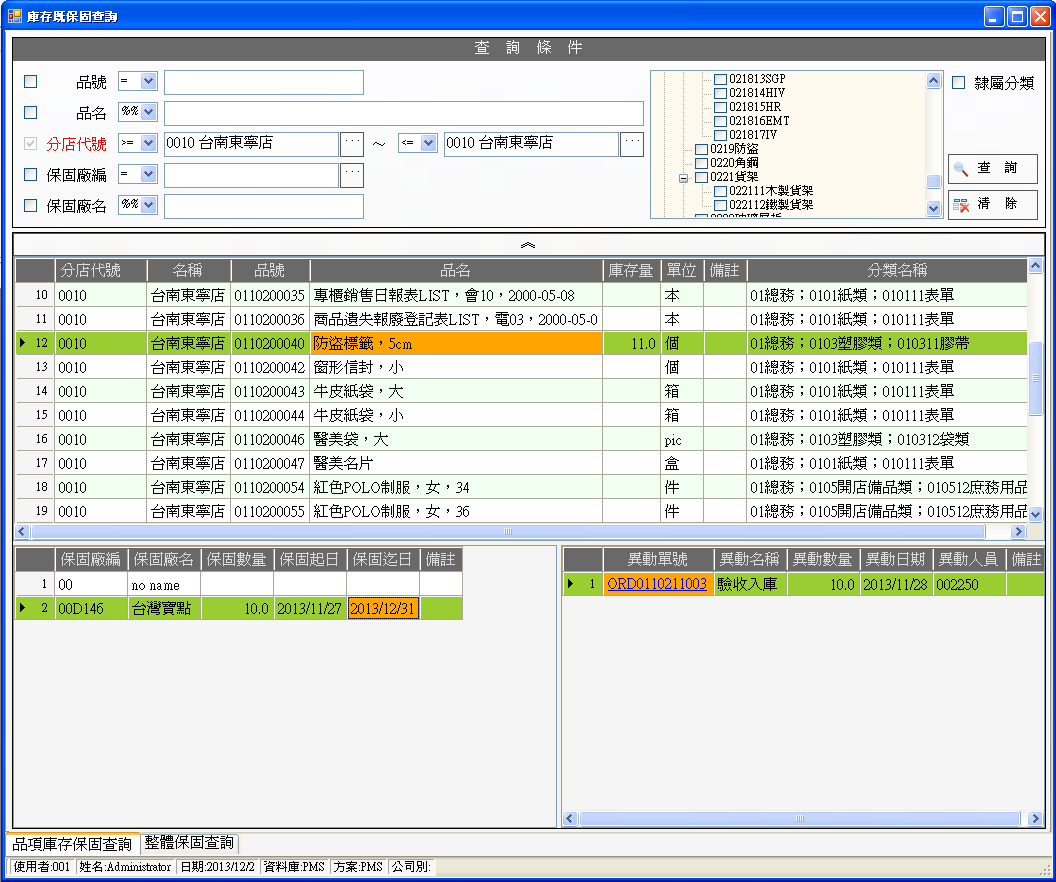 庫存既保固查詢
查 詢 條 件
品號 =
品名 %%
分店代號 >= 0010 台南東寧店 ... ～ <= 0010 台南東寧店 ...
保固廠編 = ...
保固廠名 %%
021813SGP
021814HIV
021815HR
021816EMT
021817IV
0219防盜
0220角鋼
0221貨架
022111木製貨架
022112鐵製貨架
隸屬分類
查 詢
清 除
分店代號 名稱 品號 品名 庫存量 單位 備註 分類名稱
10 0010 台南東寧店 0110200035 專櫃銷售日報表LIST，會10，2000-05-08 本 01總務；0101紙類；010111表單
11 0010 台南東寧店 0110200036 商品遺失報廢登記表LIST，電03，2000-05-0 本 01總務；0101紙類；010111表單
12 0010 台南東寧店 0110200040 防盜標籤，5cm 11.0 個 01總務；0103塑膠類；010311膠帶
13 0010 台南東寧店 0110200042 窗形信封，小 個 01總務；0101紙類；010111表單
14 0010 台南東寧店 0110200043 牛皮紙袋，大 箱 01總務；0101紙類；010111表單
15 0010 台南東寧店 0110200044 牛皮紙袋，小 箱 01總務；0101紙類；010111表單
16 0010 台南東寧店 0110200046 醫美袋，大 pic 01總務；0103塑膠類；010312袋類
17 0010 台南東寧店 0110200047 醫美名片 盒 01總務；0101紙類；010111表單
18 0010 台南東寧店 0110200054 紅色POLO制服，女，34 件 01總務；0105開店備品類；010512庶務用品
19 0010 台南東寧店 0110200055 紅色POLO制服，女，36 件 01總務；0105開店備品類；010512庶務用品
保固廠編 保固廠名 保固數量 保固起日 保固迄日 備註
1 00 no name
2 00D146 台灣寶點 10.0 2013/11/27 2013/12/31
異動單號 異動名稱 異動數量 異動日期 異動人員 備註
1 ORD0110211003 驗收入庫 10.0 2013/11/28 002250
品項庫存保固查詢 整體保固查詢
使用者:001 姓名:Administrator 日期:2013/12/2 資料庫:PMS 方案:PMS 公司別: